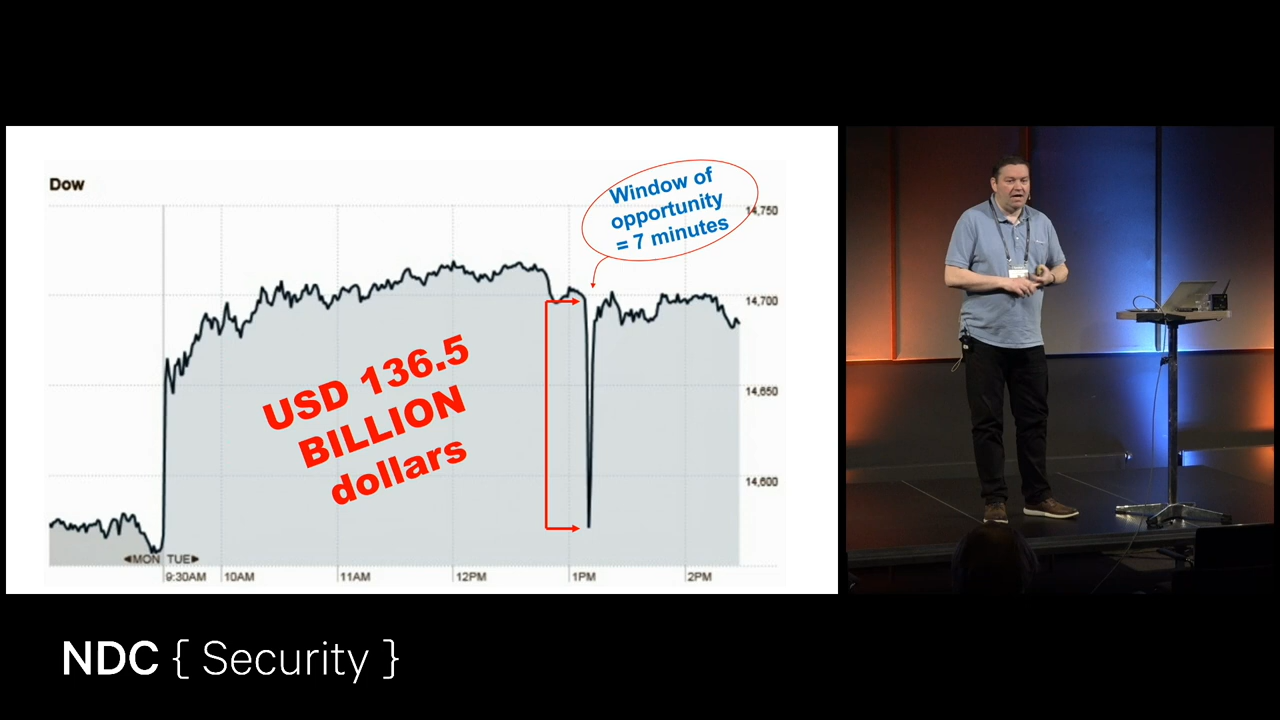 Dow
Window of
opportunity
= 7 minutes
14,750
14,700
USD 136.5
BILLION
dollars
14,650
14,600
◄MON TUE►
9:30AM 10AM 11AM 12PM 1PM 2PM
NDC { Security }